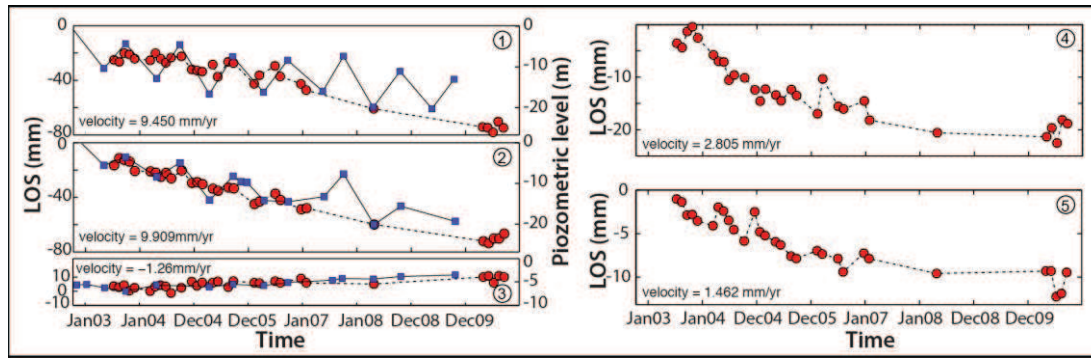 LOS (mm)
Piozometric level (m)
0
-40
-80
0
-10
-20
velocity = 9.450 mm/yr
1
0
-40
-80
0
-10
-20
velocity = 9.909mm/yr
2
10
0
-10
0
-5
-10
velocity = −1.26mm/yr
3
Jan03 Jan04 Dec04 Dec05 Jan07 Jan08 Dec08 Dec09
Time
LOS (mm)
-10
-20
velocity = 2.805 mm/yr
4
LOS (mm)
0
-5
-10
velocity = 1.462 mm/yr
5
Jan03 Jan04 Dec04 Dec05 Jan07 Jan08 Dec08 Dec09
Time